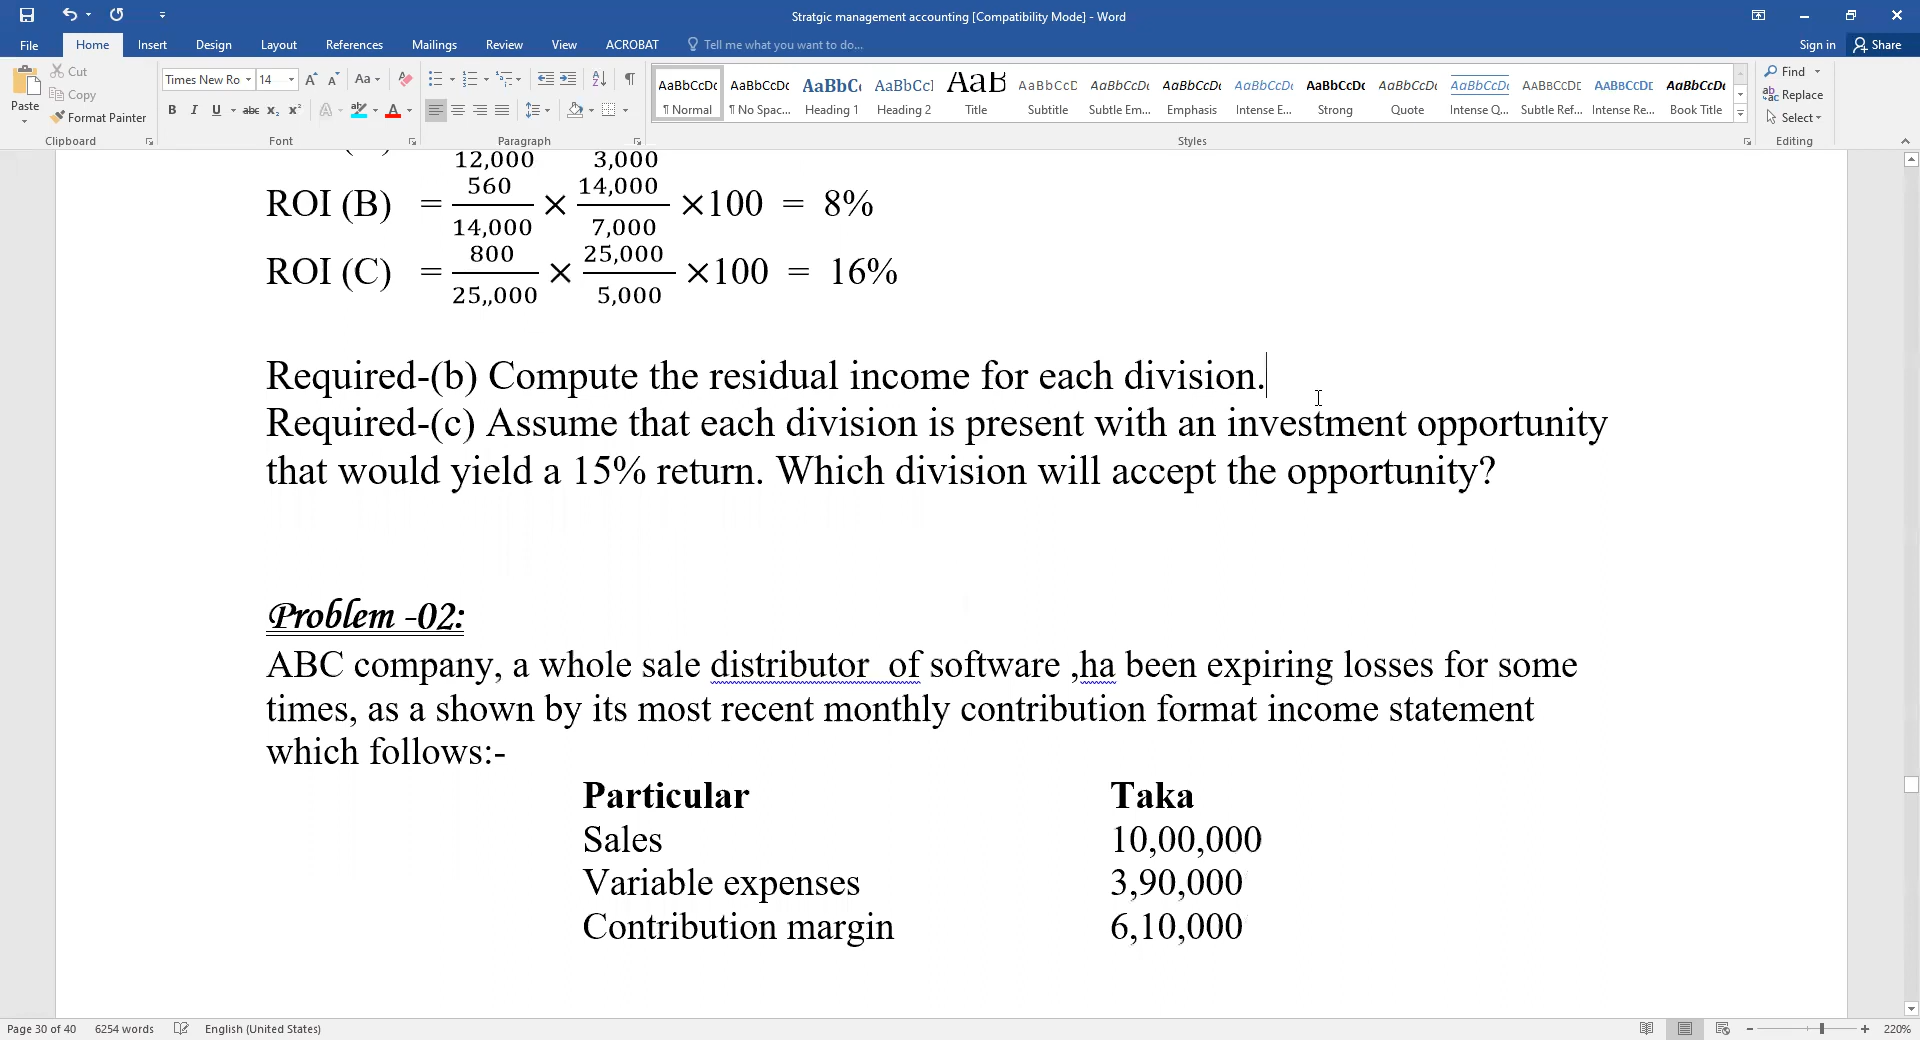 Stratgic management accounting [Compatibility Mode] - Word
File Home Insert Design Layout References Mailings Review View ACROBAT Tell me what you want to do... Sign in Share
Paste Cut Copy Format Painter
Times New Ro 14 Aa
AaBbCcDc AaBbCcDc AaBbC AaBbCcI AaB AaBbCcC AaBbCcDc AaBbCcDc AaBbCcDc AaBbCcDc AaBbCcDc AaBbCcDc AABBCCDE AABBCCDE AaBbCcDc
¶ Normal ¶ No Spac... Heading 1 Heading 2 Title Subtitle Subtle Em... Emphasis Intense E... Strong Quote Intense Q... Subtle Ref... Intense Re... Book Title
Find Replace Select
Clipboard Font Paragraph Styles Editing
12,000 3,000
ROI (B) = 560/14,000 × 14,000/7,000 ×100 = 8%
ROI (C) = 800/25,,000 × 25,000/5,000 ×100 = 16%
Required-(b) Compute the residual income for each division.
Required-(c) Assume that each division is present with an investment opportunity
that would yield a 15% return. Which division will accept the opportunity?
Problem -02:
ABC company, a whole sale distributor of software ,ha been expiring losses for some
times, as a shown by its most recent monthly contribution format income statement
which follows:-
Particular Taka
Sales 10,00,000
Variable expenses 3,90,000
Contribution margin 6,10,000
Page 30 of 40 6254 words English (United States) 220%